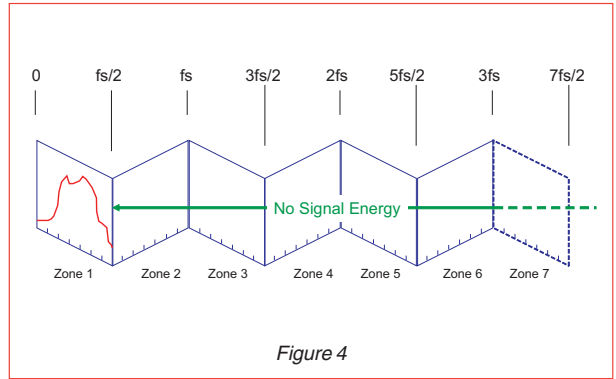 0 fs/2 fs 3fs/2 2fs 5fs/2 3fs 7fs/2
No Signal Energy
Zone 1 Zone 2 Zone 3 Zone 4 Zone 5 Zone 6 Zone 7
Figure 4